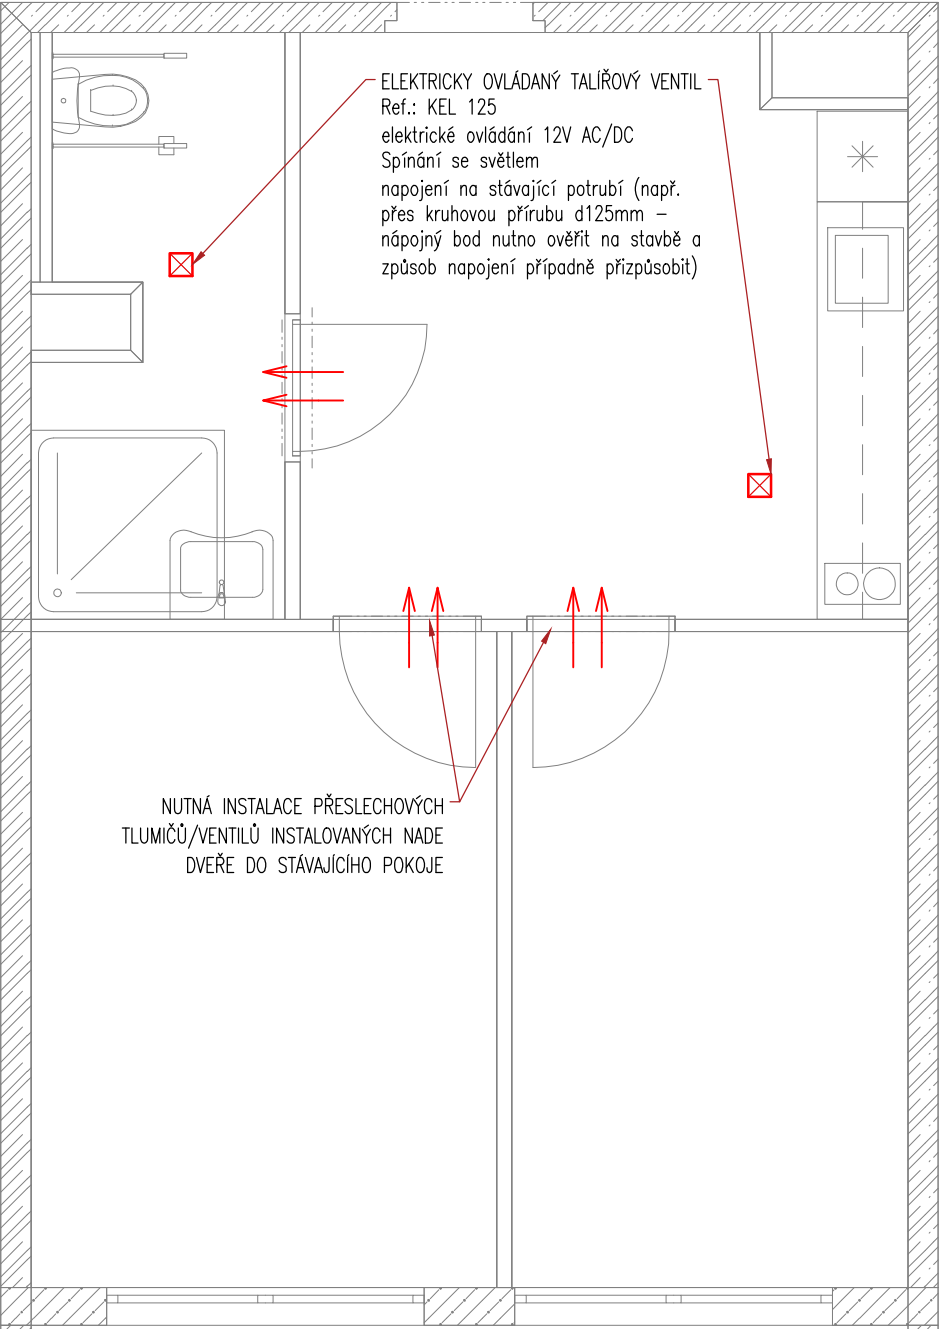 ELEKTRICKY OVLÁDANÝ TALÍŘOVÝ VENTIL
Ref.: KEL 125
elektrické ovládání 12V AC/DC
Spínání se světlem
napojení na stávající potrubí (např.
přes kruhovou přírubu d125mm –
nápojný bod nutno ověřit na stavbě a
způsob napojení případně přizpůsobit)
NUTNÁ INSTALACE PŘESLECHOVÝCH
TLUMIČŮ/VENTILŮ INSTALOVANÝCH NADE
DVEŘE DO STÁVAJÍCÍHO POKOJE